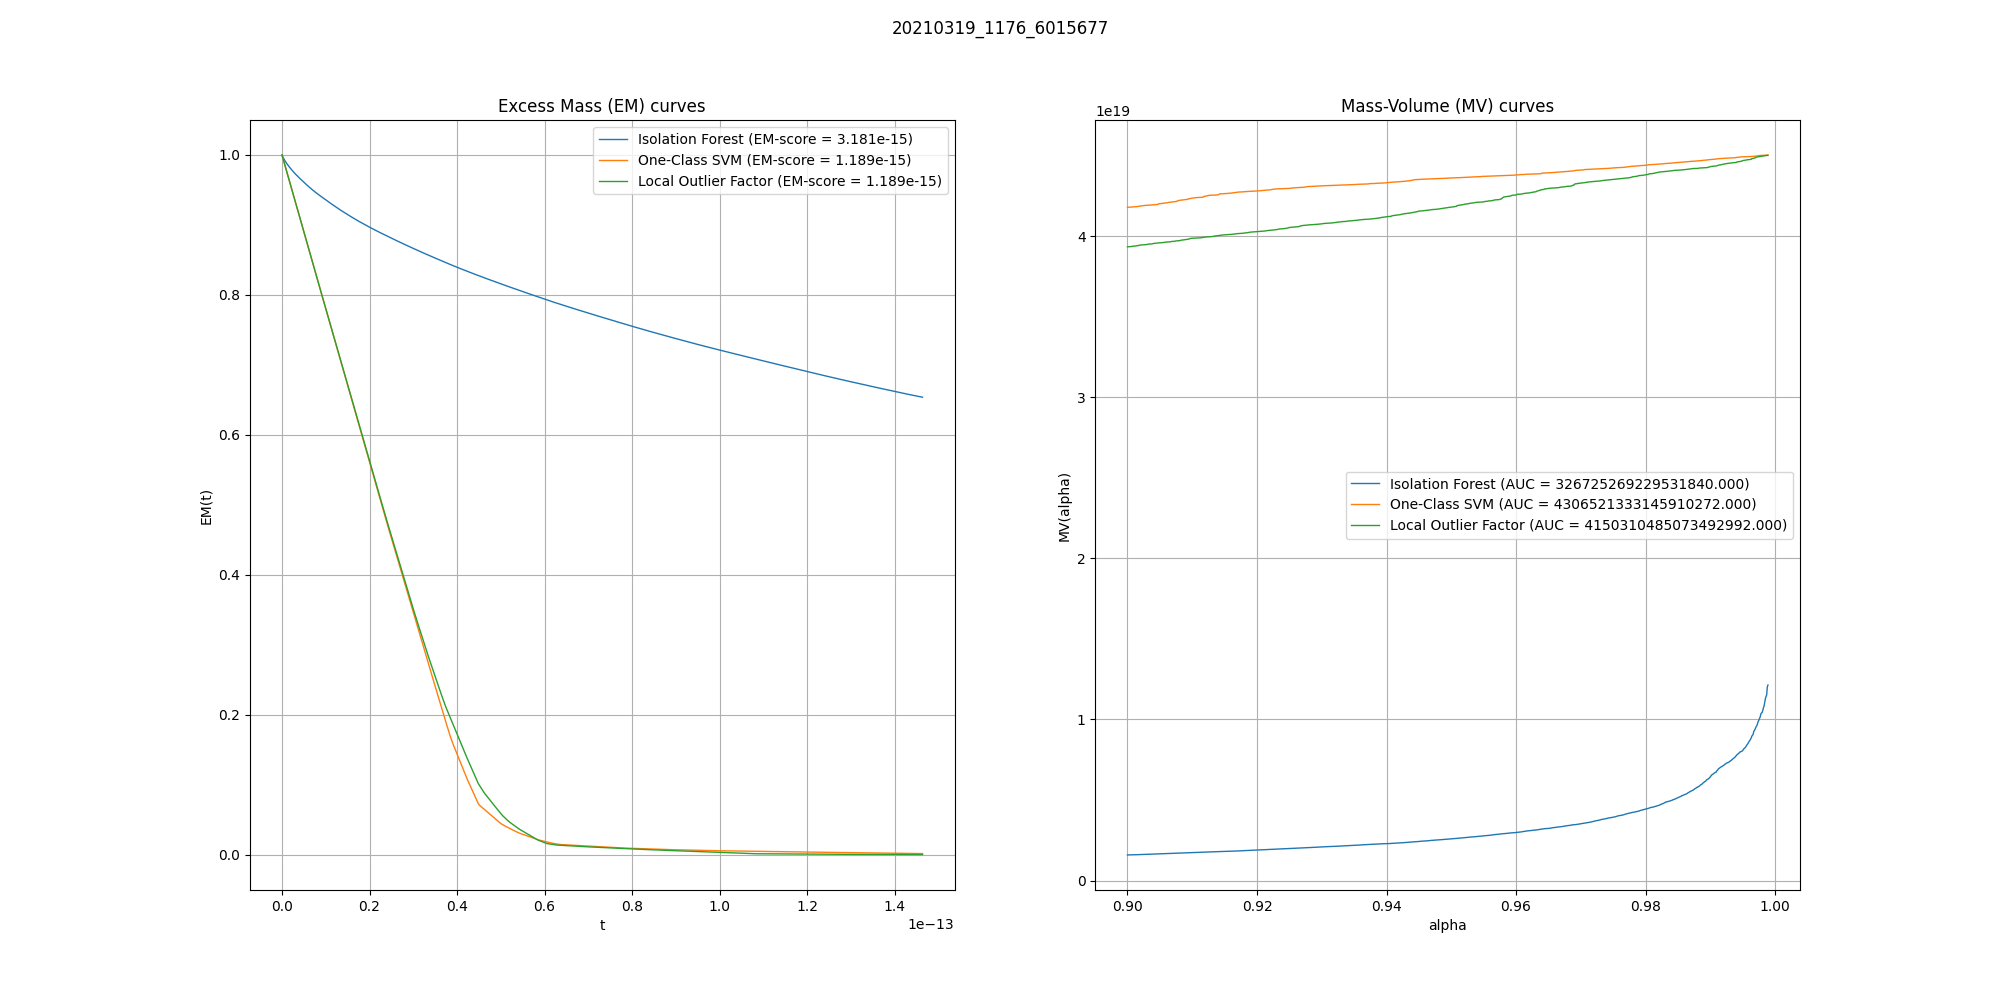 20210319_1176_6015677
Excess Mass (EM) curves
Isolation Forest (EM-score = 3.181e-15)
One-Class SVM (EM-score = 1.189e-15)
Local Outlier Factor (EM-score = 1.189e-15)
1.0
0.8
0.6
0.4
0.2
0.0
EM(t)
0.0 0.2 0.4 0.6 0.8 1.0 1.2 1.4
1e−13
t
1e19
Mass-Volume (MV) curves
4
3
2
1
0
MV(alpha)
Isolation Forest (AUC = 326725269229531840.000)
One-Class SVM (AUC = 4306521333145910272.000)
Local Outlier Factor (AUC = 4150310485073492992.000)
0.90 0.92 0.94 0.96 0.98 1.00
alpha